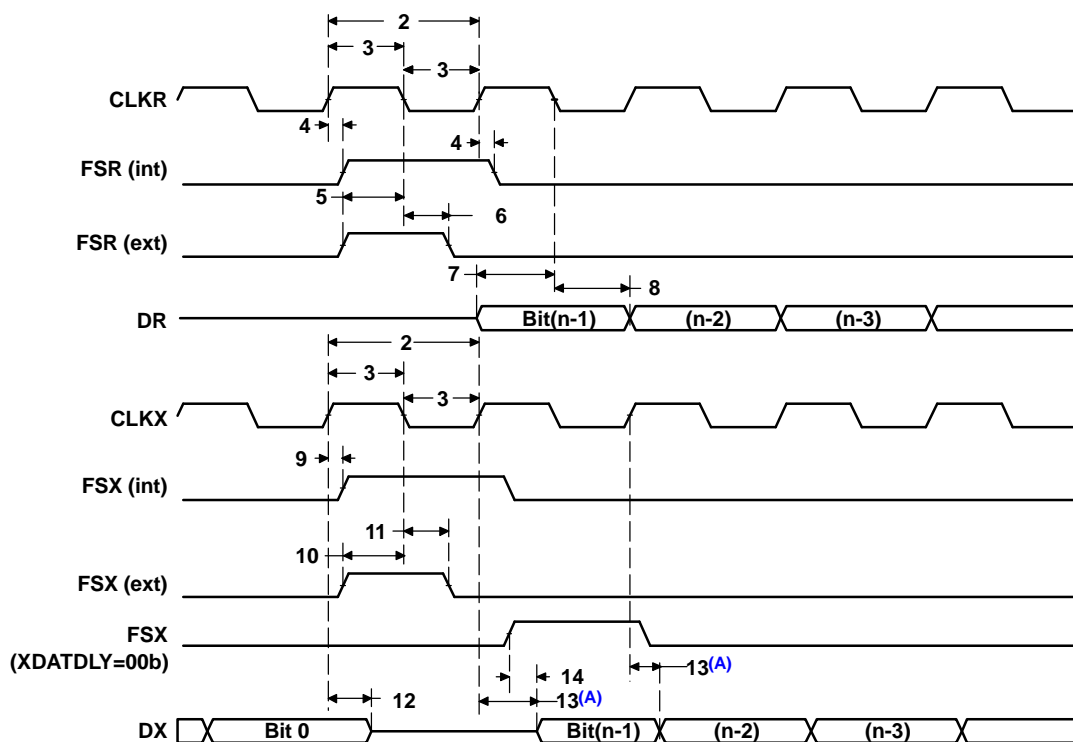 2
3
3
CLKR
4
4
FSR (int)
5
6
FSR (ext)
7
8
DR
Bit(n-1)
(n-2)
(n-3)
2
3
3
CLKX
9
FSX (int)
11
10
FSX (ext)
FSX
(XDATDLY=00b)
13(A)
14
12
13(A)
DX
Bit 0
Bit(n-1)
(n-2)
(n-3)